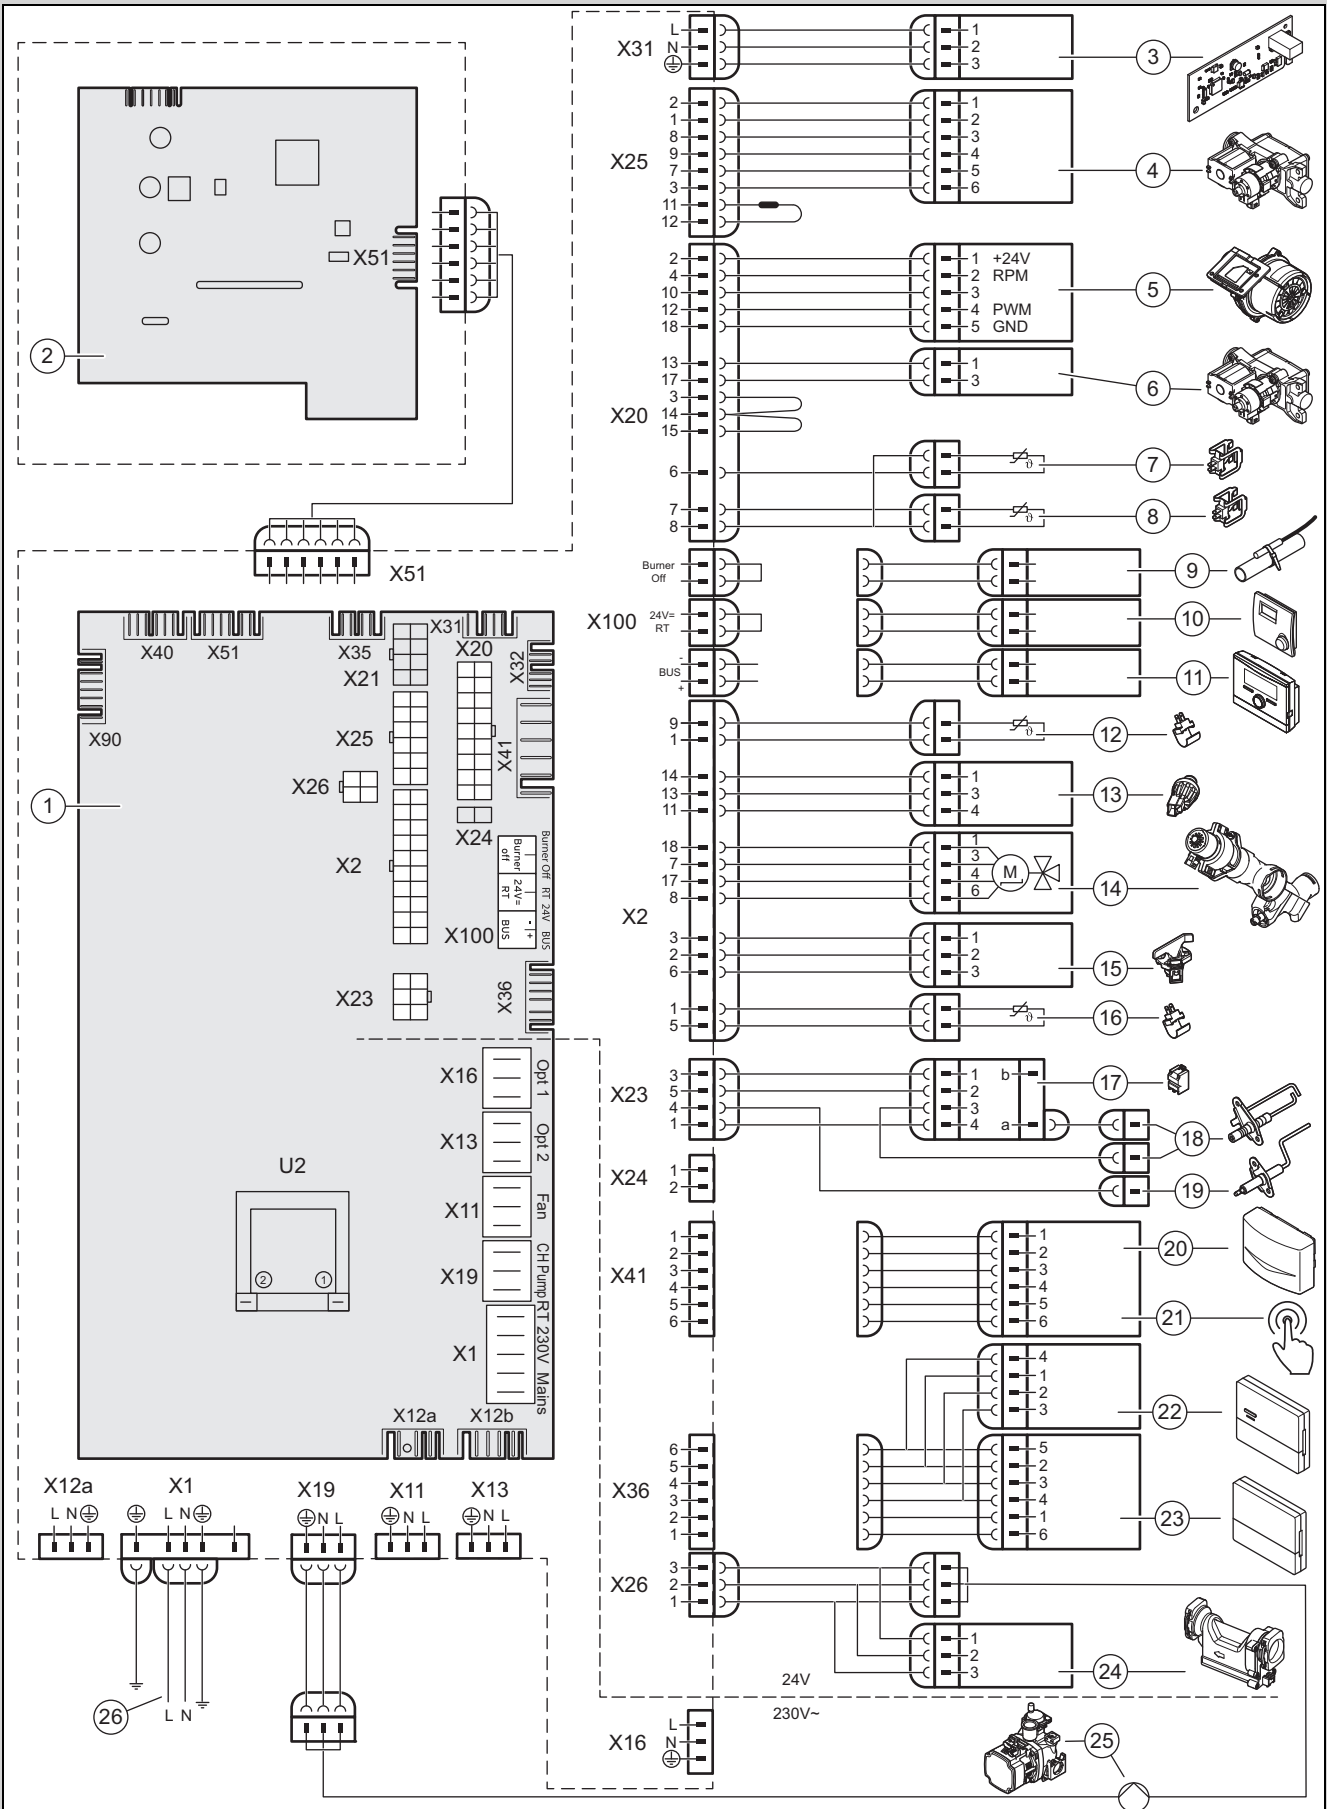 X31
L
N
1
2
3
3
X25
2
1
8
9
7
3
11
12
1
2
3
4
5
6
4
X51
2
2
4
10
12
18
1 +24V
2 RPM
3
4 PWM
5 GND
5
X20
13
17
3
14
15
6
7
8
1
3
6
ϑ
7
ϑ
8
X51
Burner
Off
9
X100
24V=
RT
10
-
BUS
+
11
X40
X51
X35
X31
X20
X32
X21
X90
X25
X41
X26
1
X24
X2
Burner Off RT 24V BUS
Burner
off
24V=
RT
- | +
BUS
X100
X23
X36
X16
Opt 1
X13
Opt 2
U2
X11
Fan
2
1
X19
CH Pump
X1
RT 230V Mains
X12a
X12b
X2
9
1
ϑ
12
14
13
11
1
3
4
13
18
7
17
8
1
3
4
6
M
14
3
2
6
1
2
3
15
1
5
ϑ
16
X23
3
5
4
1
1
2
3
4
b
a
17
18
X24
1
2
19
X41
1
2
3
4
5
6
1
2
3
4
5
6
20
21
4
1
2
3
22
X36
6
5
4
3
2
1
5
2
3
4
1
6
23
X26
3
2
1
1
2
3
24
24V
230V~
X16
L
N
25
X12a
L N
X1
L N
X19
N L
X11
N L
X13
N L
26
L N